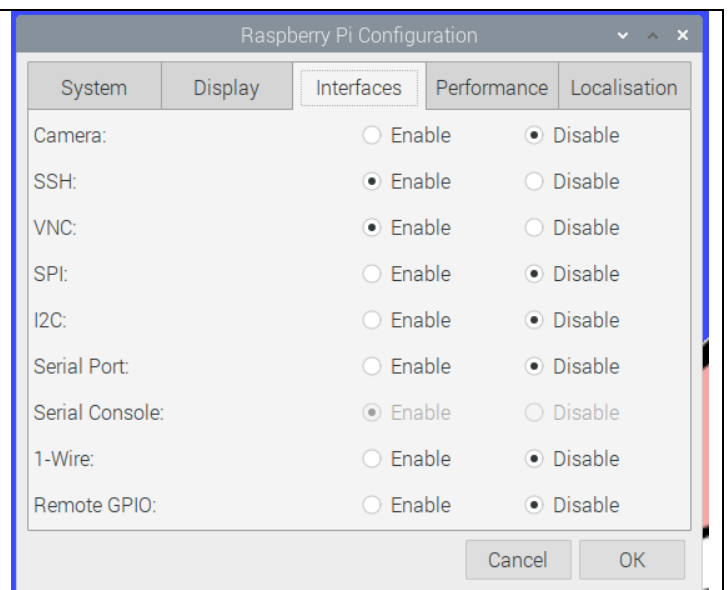 Raspberry Pi Configuration
System Display Interfaces Performance Localisation
Camera: Enable Disable
SSH: Enable Disable
VNC: Enable Disable
SPI: Enable Disable
I2C: Enable Disable
Serial Port: Enable Disable
Serial Console: Enable Disable
1-Wire: Enable Disable
Remote GPIO: Enable Disable
Cancel OK